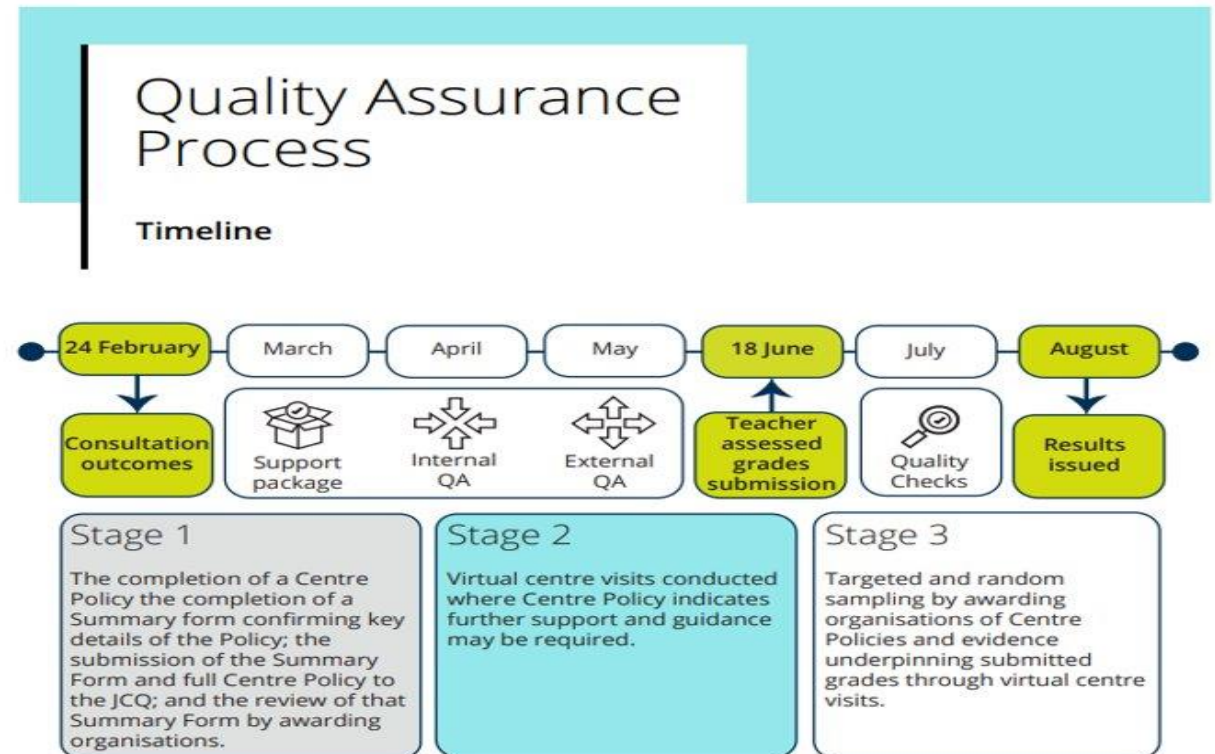 Quality Assurance
Process
Timeline
24 February
March
April
May
18 June
July
August
Consultation
outcomes
Support
package
Internal
QA
External
QA
Teacher
assessed
grades
submission
Quality
Checks
Results
issued
Stage 1
The completion of a Centre
Policy the completion of a
Summary form confirming key
details of the Policy; the
submission of the Summary
Form and full Centre Policy to
the JCQ; and the review of that
Summary Form by awarding
organisations.
Stage 2
Virtual centre visits conducted
where Centre Policy indicates
further support and guidance
may be required.
Stage 3
Targeted and random
sampling by awarding
organisations of Centre
Policies and evidence
underpinning submitted
grades through virtual centre
visits.